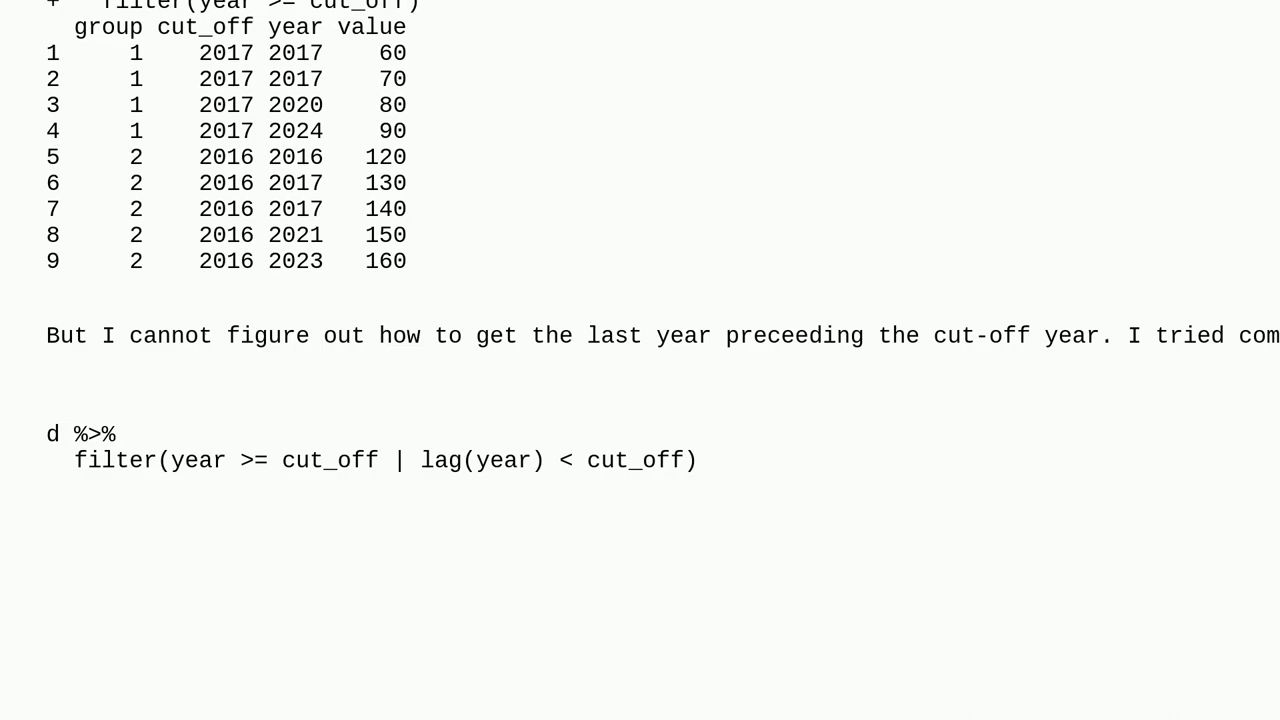 +   filter(year >= cut_off)
  group cut_off year value
1     1    2017 2017    60
2     1    2017 2017    70
3     1    2017 2020    80
4     1    2017 2024    90
5     2    2016 2016   120
6     2    2016 2017   130
7     2    2016 2017   140
8     2    2016 2021   150
9     2    2016 2023   160
But I cannot figure out how to get the last year preceeding the cut-off year. I tried com
d %>%
  filter(year >= cut_off | lag(year) < cut_off)